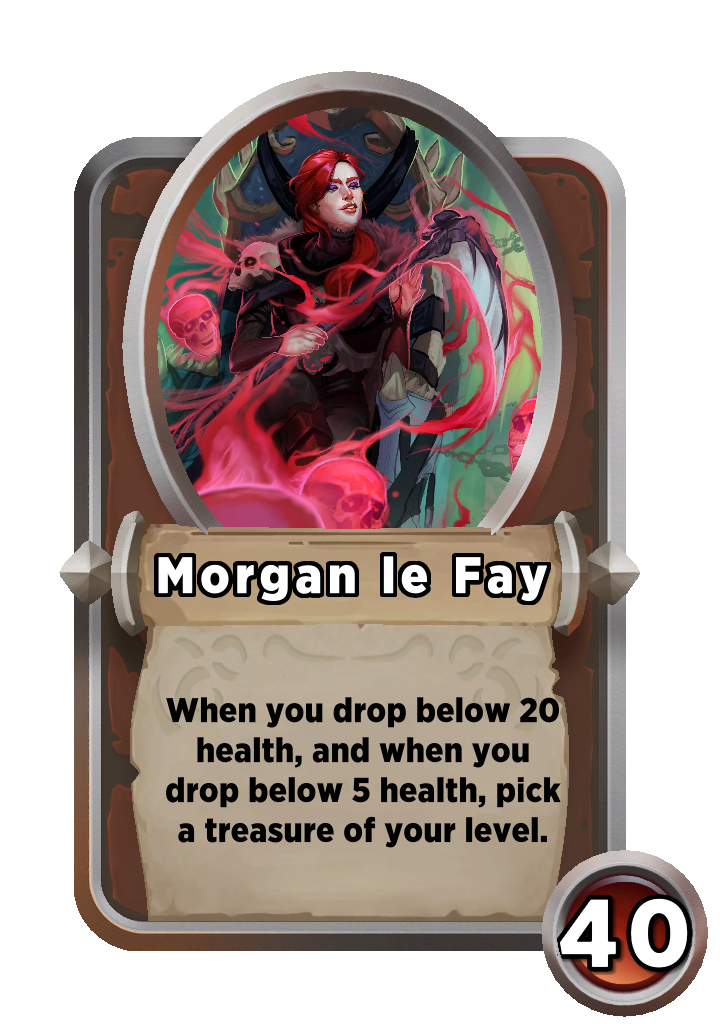 Morgan le Fay
When you drop below 20
health, and when you
drop below 5 health, pick
a treasure of your level.
40